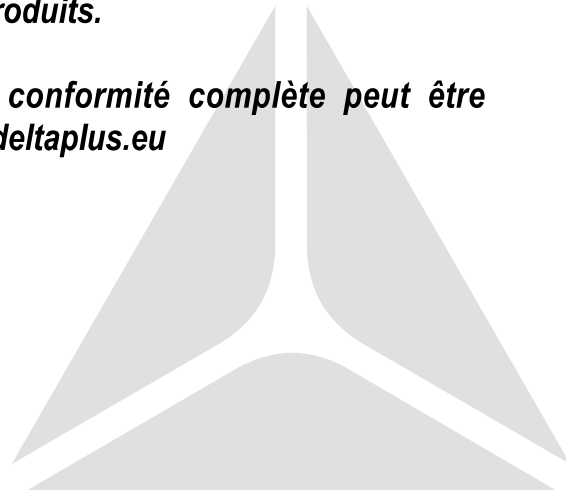 roduits.
conformité complète peut être
deltaplus.eu